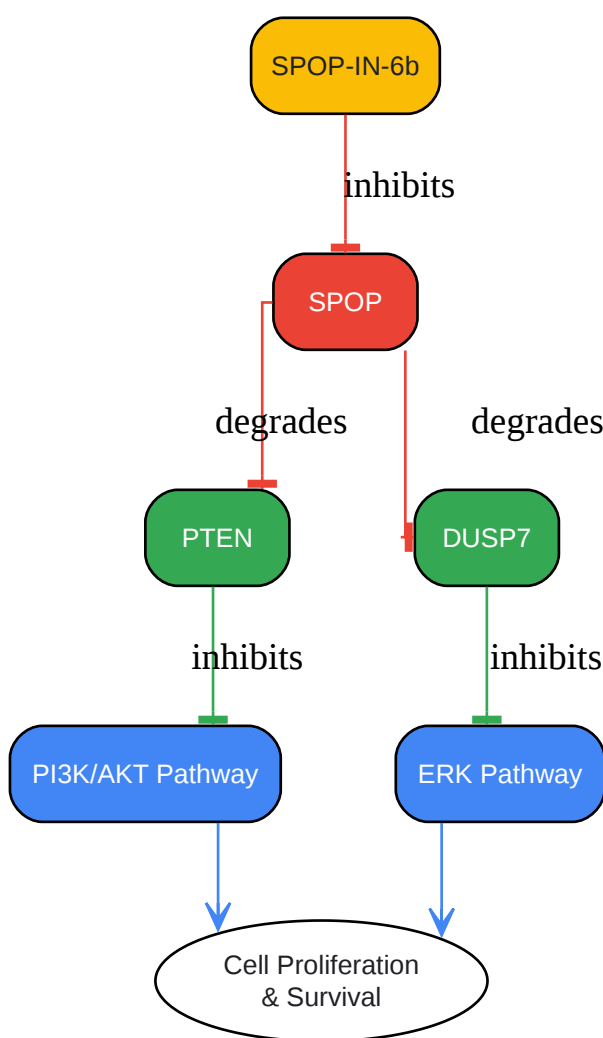 SPOP-IN-6b
inhibits
SPOP
degrades
degrades
PTEN
DUSP7
inhibits
inhibits
PI3K/AKT Pathway
ERK Pathway
Cell Proliferation
& Survival